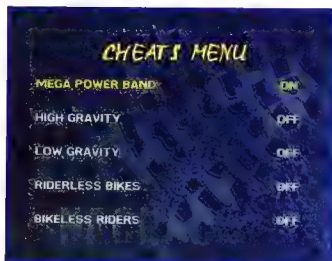 CHEATS MENU
MEGA POWER BAND ON
HIGH GRAVITY OFF
LOW GRAVITY OFF
RIDERLESS BIKES OFF
BIKELESS RIDERS OFF